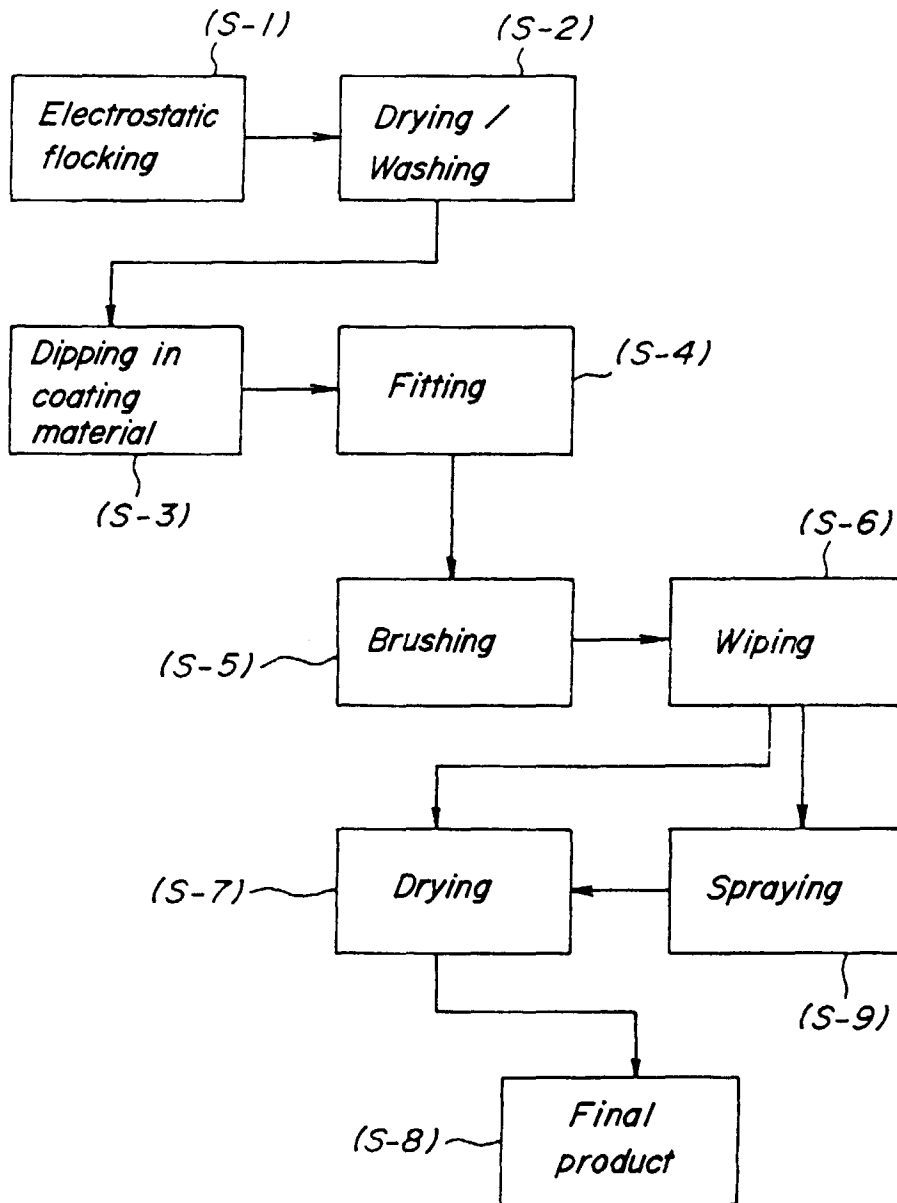 (S-1)
(S-2)
Electrostatic
flocking
Drying /
Washing
Dipping in
coating
material
(S-3)
Fitting
(S-4)
Brushing
(S-5)
(S-6)
Wiping
Drying
(S-7)
Spraying
(S-9)
Final
product
(S-8)